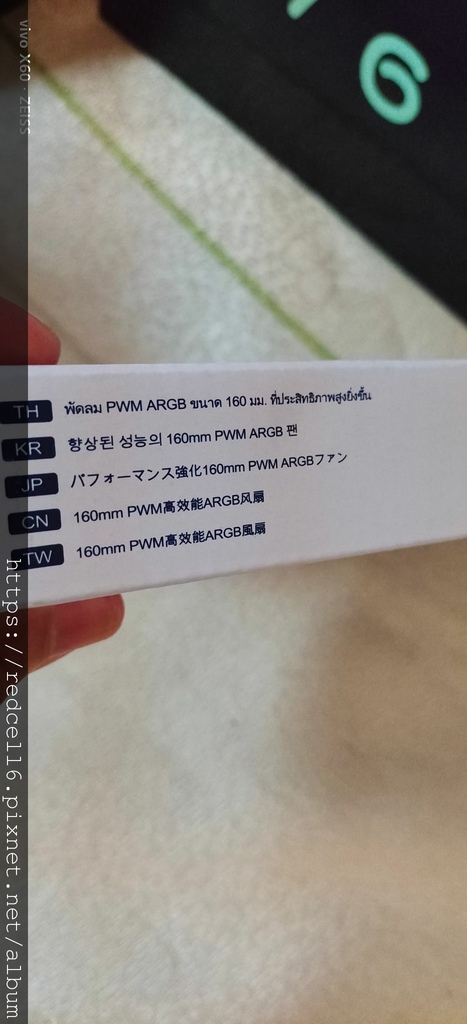 vivo X60 · ZEISS
6
TH พัดลม PWM ARGB ขนาด 160 มม. ที่ประสิทธิภาพสูงยิ่งขึ้น
KR 향상된 성능의 160mm PWM ARGB 팬
JP パフォーマンス強化160mm PWM ARGBファン
CN 160mm PWM高效能ARGB风扇
TW 160mm PWM高效能ARGB風扇
https://redcell16.pixnet.net/album